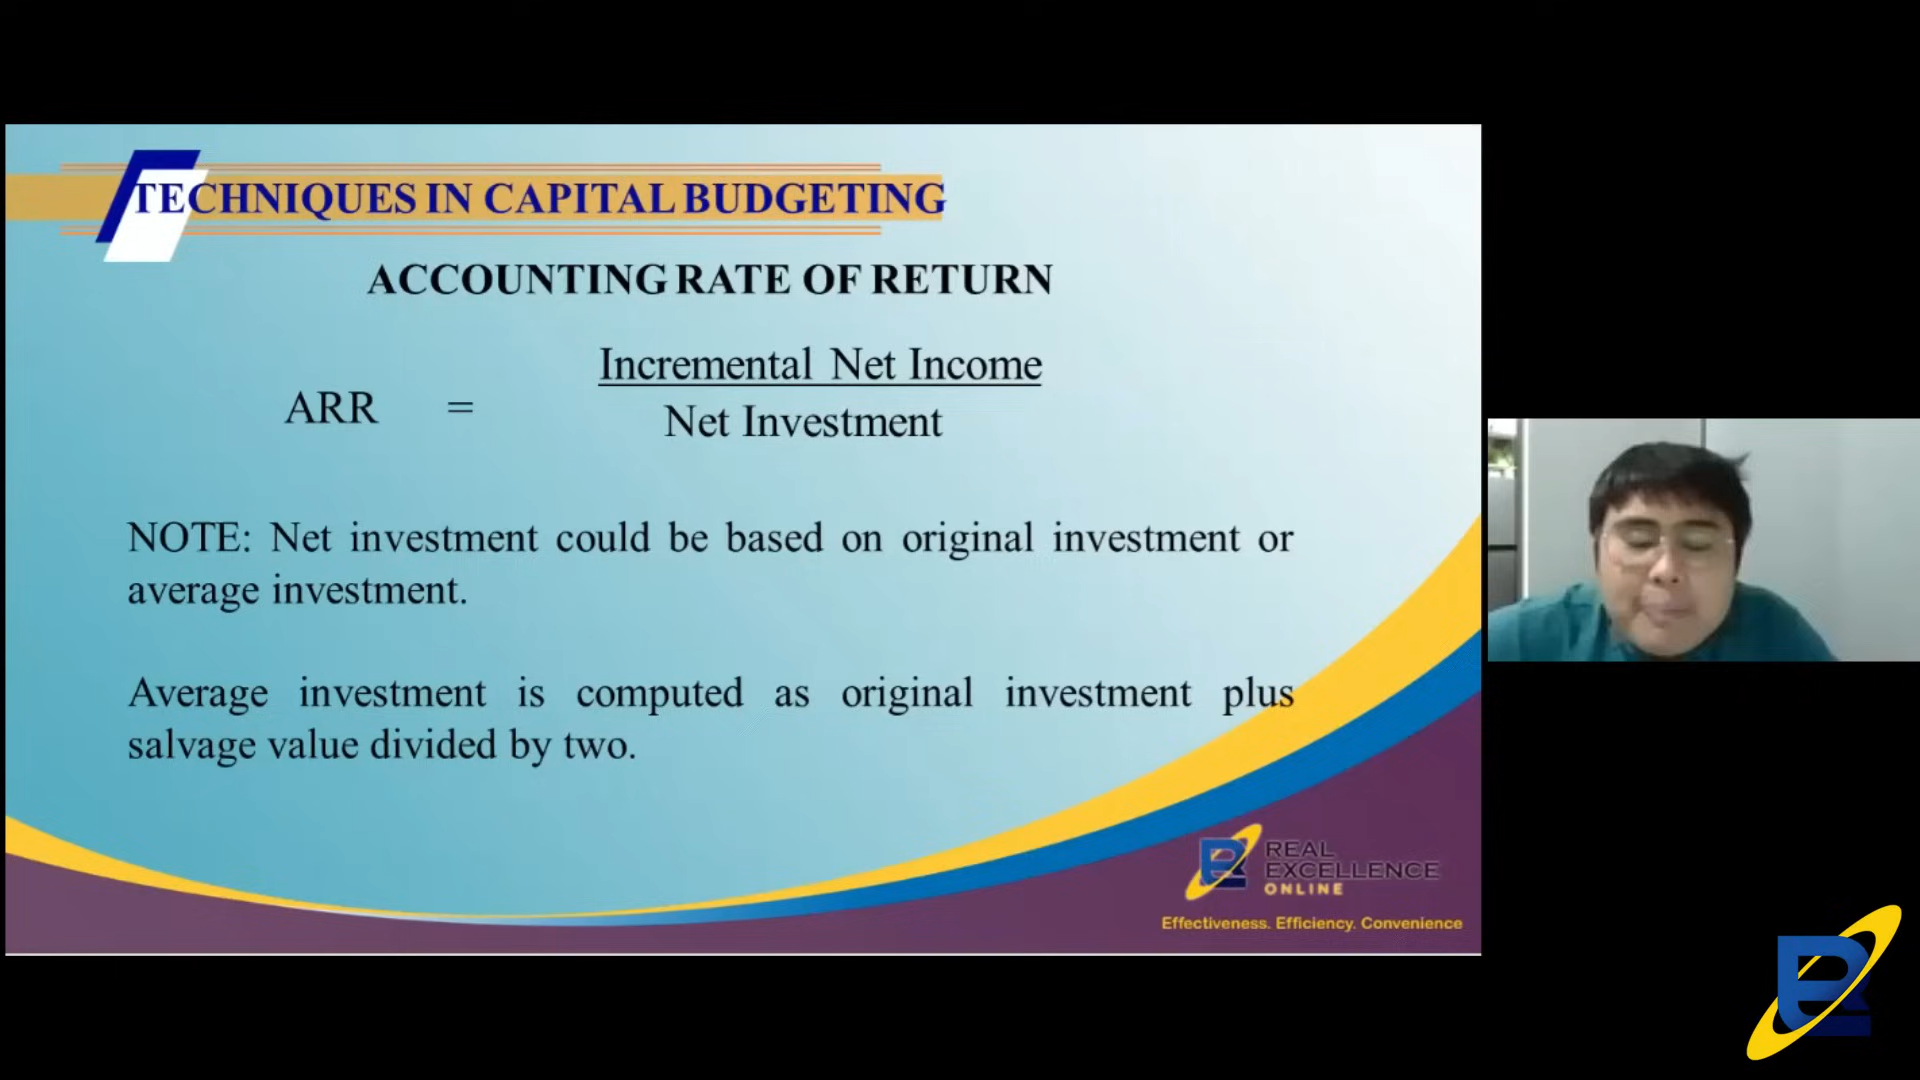 TECHNIQUES IN CAPITAL BUDGETING
ACCOUNTING RATE OF RETURN
ARR = Incremental Net Income
Net Investment
NOTE: Net investment could be based on original investment or
average investment.
Average investment is computed as original investment plus
salvage value divided by two.
REAL
EXCELLENCE
ONLINE
Effectiveness. Efficiency. Convenience